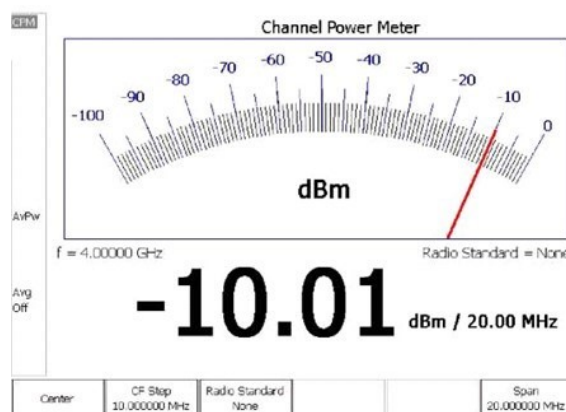 CPM
Channel Power Meter
-100
-90
-80
-70
-60
-50
-40
-30
-20
-10
0
dBm
AvPw
f = 4.00000 GHz
Radio Standard = None
Avg
Off
-10.01 dBm / 20.00 MHz
Center
CF Step
10.000000 MHz
Radio Standard
None
Span
20.000000 MHz